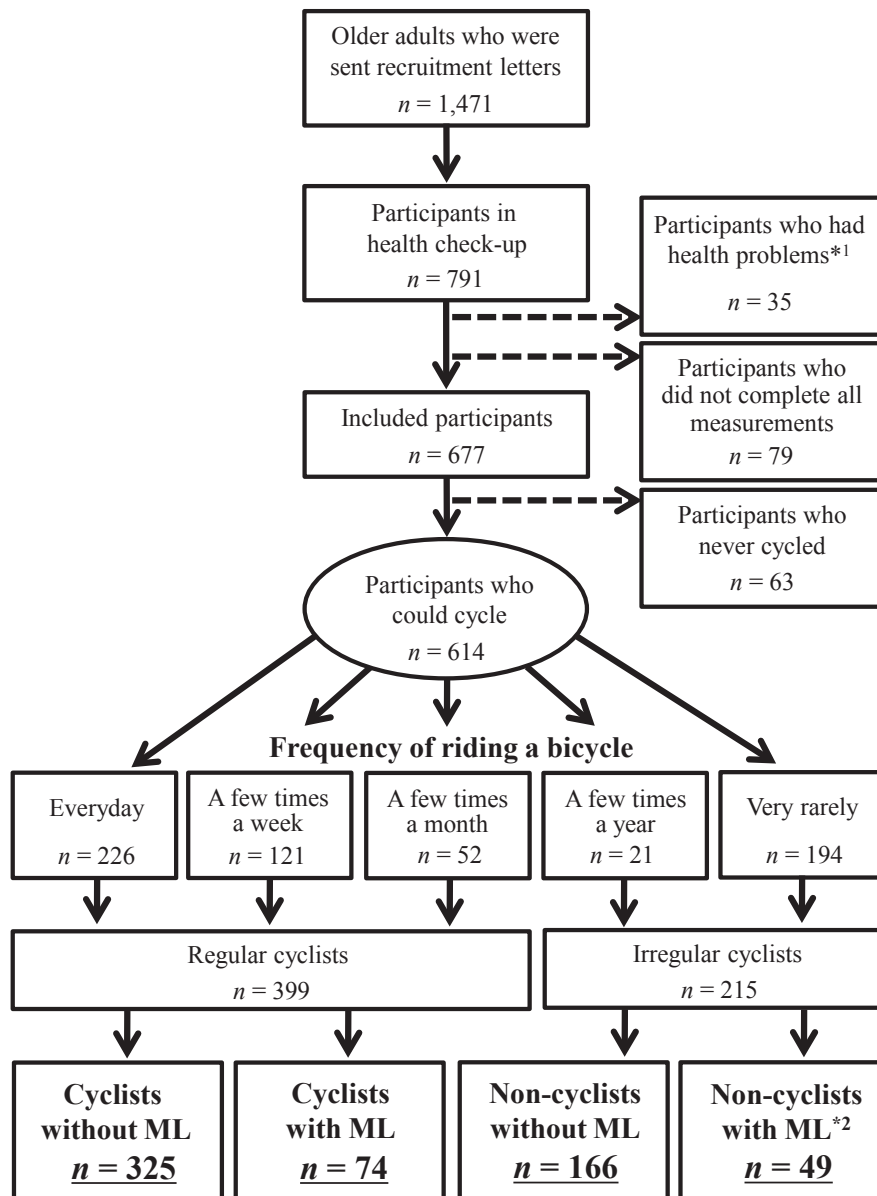 Older adults who were
sent recruitment letters
n = 1,471
Participants in
health check-up
n = 791
Participants who had
health problems*1
n = 35
Participants who
did not complete all
measurements
n = 79
Included participants
n = 677
Participants who
never cycled
n = 63
Participants who
could cycle
n = 614
Frequency of riding a bicycle
Everyday
n = 226
A few times
a week
n = 121
A few times
a month
n = 52
A few times
a year
n = 21
Very rarely
n = 194
Regular cyclists
n = 399
Irregular cyclists
n = 215
Cyclists
without ML
n = 325
Cyclists
with ML
n = 74
Non-cyclists
without ML
n = 166
Non-cyclists
with ML*2
n = 49